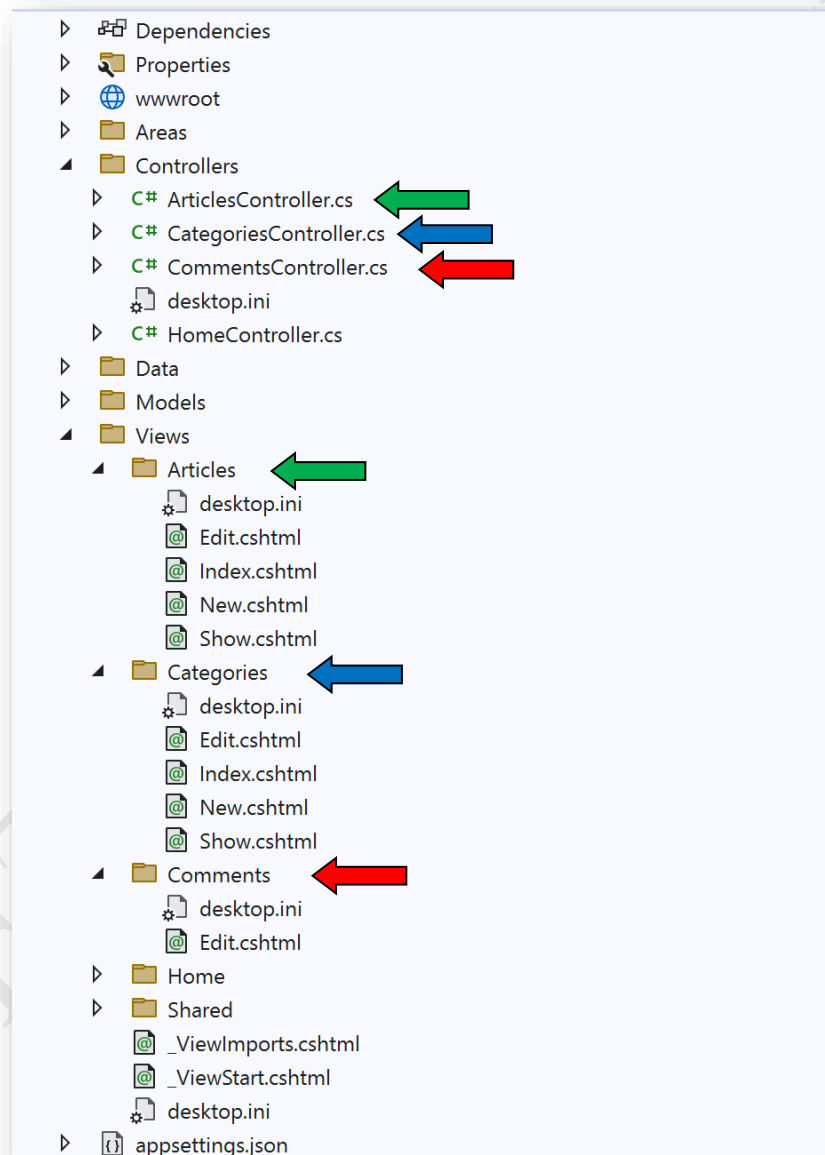 Dependencies
Properties
wwwroot
Areas
Controllers
C# ArticlesController.cs
C# CategoriesController.cs
C# CommentsController.cs
desktop.ini
C# HomeController.cs
Data
Models
Views
Articles
desktop.ini
@ Edit.cshtml
@ Index.cshtml
@ New.cshtml
@ Show.cshtml
Categories
desktop.ini
@ Edit.cshtml
@ Index.cshtml
@ New.cshtml
@ Show.cshtml
Comments
desktop.ini
@ Edit.cshtml
Home
Shared
@ _ViewImports.cshtml
@ _ViewStart.cshtml
desktop.ini
{} appsettings.json